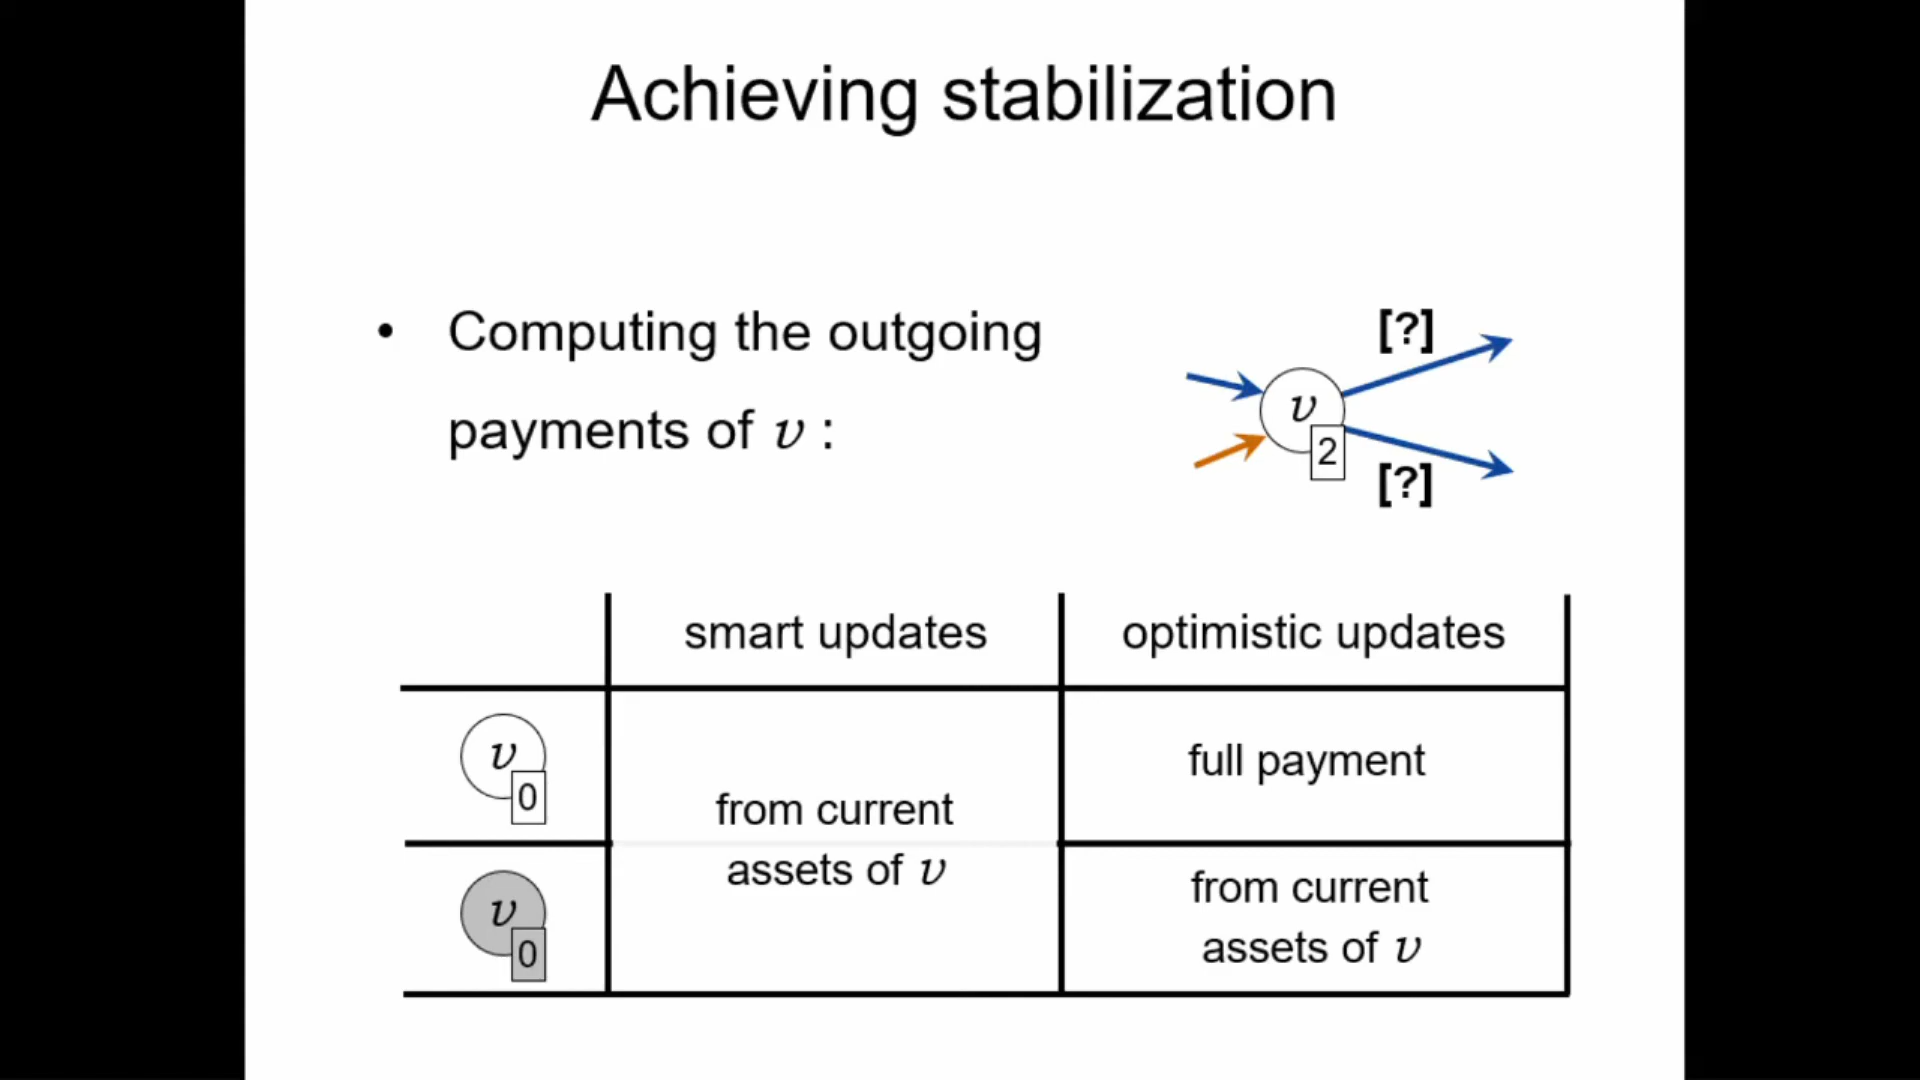 Achieving stabilization
• Computing the outgoing
payments of v :
[?]
v
2
[?]
smart updates
optimistic updates
v
0
from current
assets of v
full payment
v
0
from current
assets of v